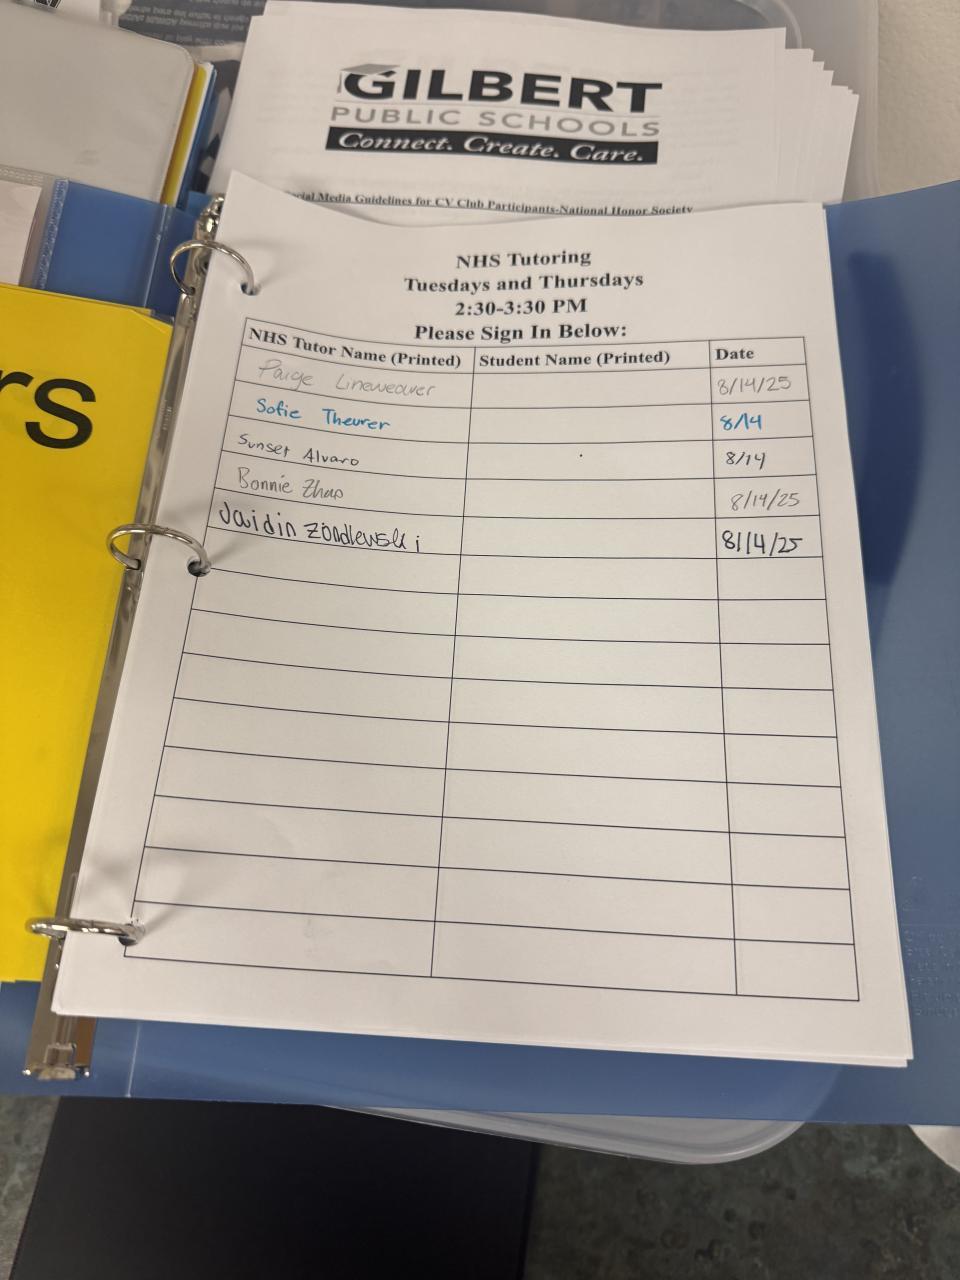 GILBERT
PUBLIC SCHOOLS
Connect. Create. Care.
Social Media Guidelines for CV Club Participants-National Honor Society
rs
NHS Tutoring
Tuesdays and Thursdays
2:30-3:30 PM
Please Sign In Below:
NHS Tutor Name (Printed) Student Name (Printed) Date
Paige Lineweaver 8/14/25
Sofie Theurer 8/14
Sunset Alvaro 8/14
Bonnie Zhao 8/14/25
Jaidin 8/14/25